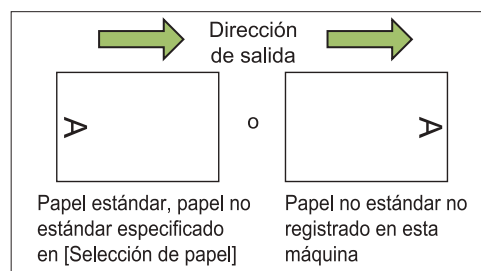 Dirección
de salida
A
o
A
Papel estándar, papel no
estándar especificado
en [Selección de papel]
Papel no estándar no
registrado en esta
máquina